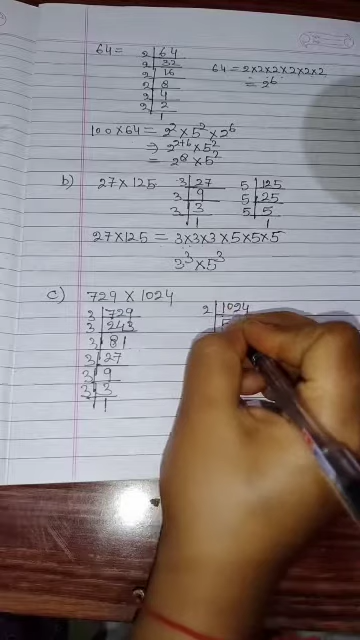 64 = 2 | 64
2 | 32
2 | 16
2 | 8
2 | 4
2 | 2
1
64 = 2×2×2×2×2×2
= 2⁶
100 × 64 = 2² × 5² × 2⁶
⇒ 2²⁺⁶ × 5²
= 2⁸ × 5²
b) 27 × 125
3 | 27
3 | 9
3 | 3
1
5 | 125
5 | 25
5 | 5
1
27 × 125 = 3×3×3×5×5×5
3³ × 5³
c) 729 × 1024
3 | 729
3 | 243
3 | 81
3 | 27
3 | 9
3 | 3
1
2 | 1024
5